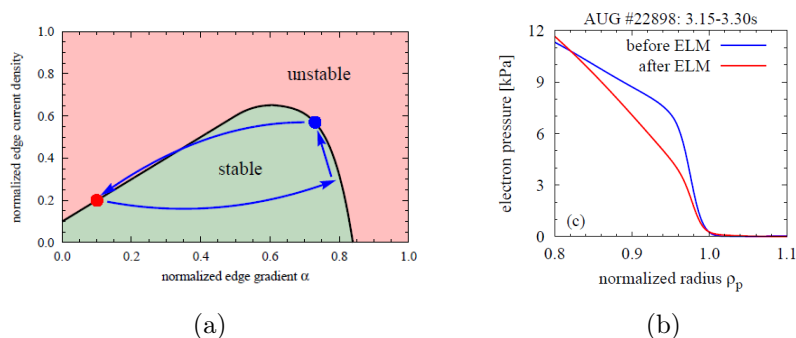 1.0
0.8
0.6
0.4
0.2
0.0
0.0 0.2 0.4 0.6 0.8 1.0
normalized edge current density
normalized edge gradient α
unstable
stable
(a)
AUG #22898: 3.15-3.30s
12
9
6
3
0
0.8 0.9 1.0 1.1
electron pressure [kPa]
before ELM
after ELM
(c)
normalized radius ρp
(b)